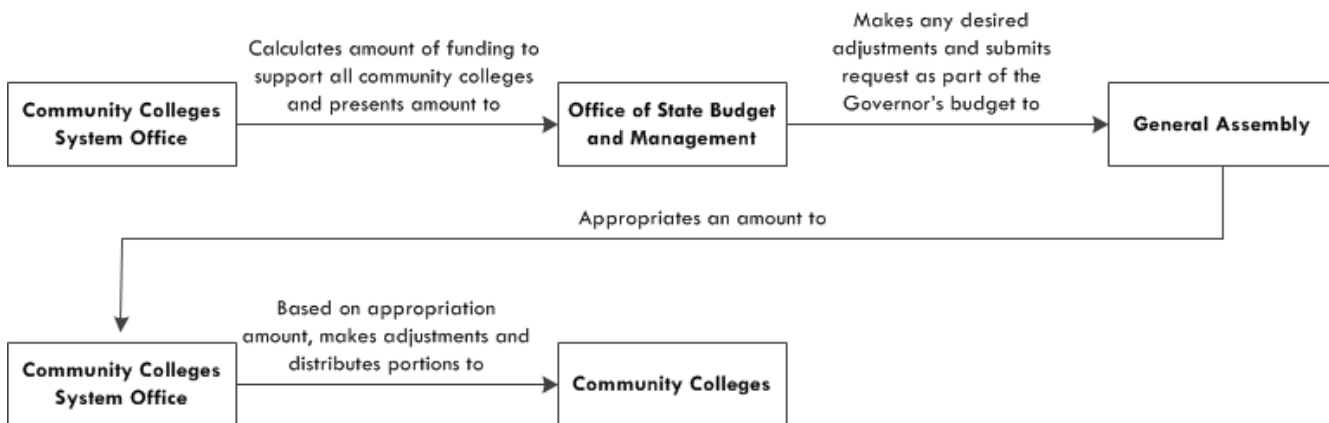 Calculates amount of funding to
support all community colleges
and presents amount to
Makes any desired
adjustments and submits
request as part of the
Governor's budget to
Community Colleges
System Office
Office of State Budget
and Management
General Assembly
Appropriates an amount to
Based on appropriation
amount, makes adjustments and
distributes portions to
Community Colleges
System Office
Community Colleges